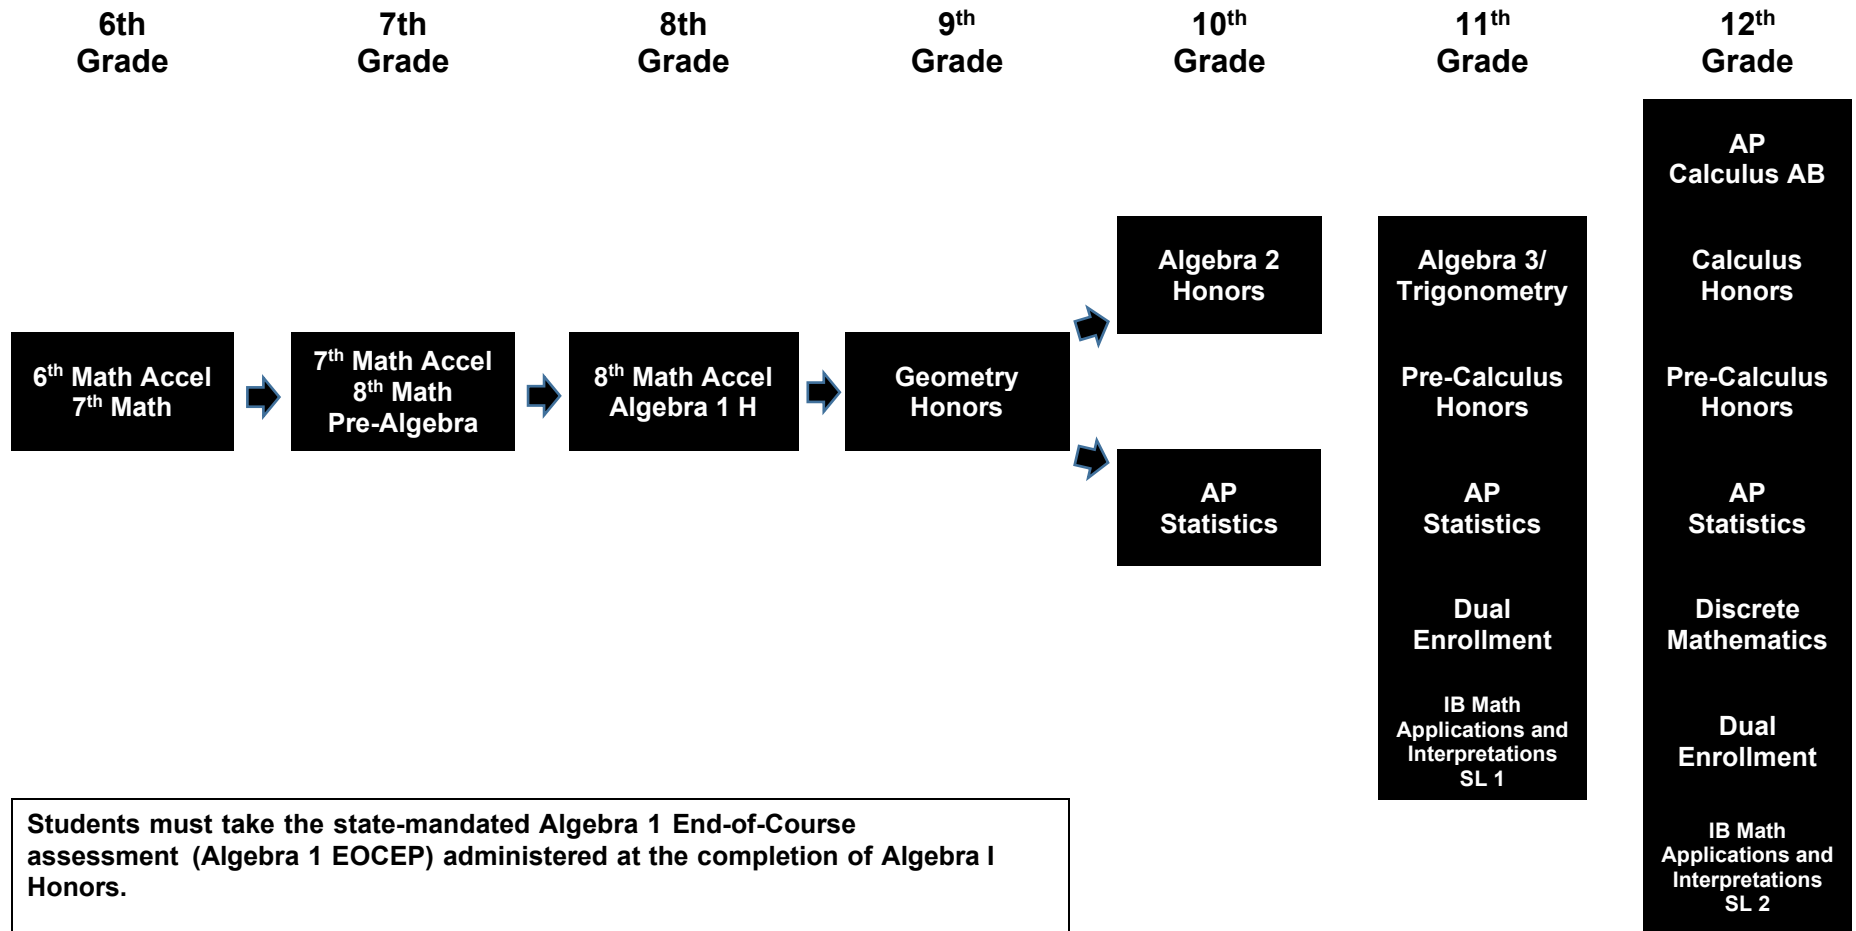 6th
Grade
7th
Grade
8th
Grade
9th
Grade
10th
Grade
11th
Grade
12th
Grade
6th Math Accel
7th Math
7th Math Accel
8th Math
Pre-Algebra
8th Math Accel
Algebra 1 H
Geometry
Honors
Algebra 2
Honors
AP
Statistics
Algebra 3/
Trigonometry
Pre-Calculus
Honors
AP
Statistics
Dual
Enrollment
IB Math
Applications and
Interpretations
SL 1
AP
Calculus AB
Calculus
Honors
Pre-Calculus
Honors
AP
Statistics
Discrete
Mathematics
Dual
Enrollment
IB Math
Applications and
Interpretations
SL 2
Students must take the state-mandated Algebra 1 End-of-Course
assessment (Algebra 1 EOCEP) administered at the completion of Algebra I
Honors.